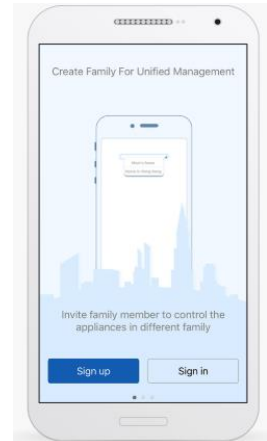 Create Family For Unified Management
Invite family member to control the
appliances in different family
Sign up
Sign in